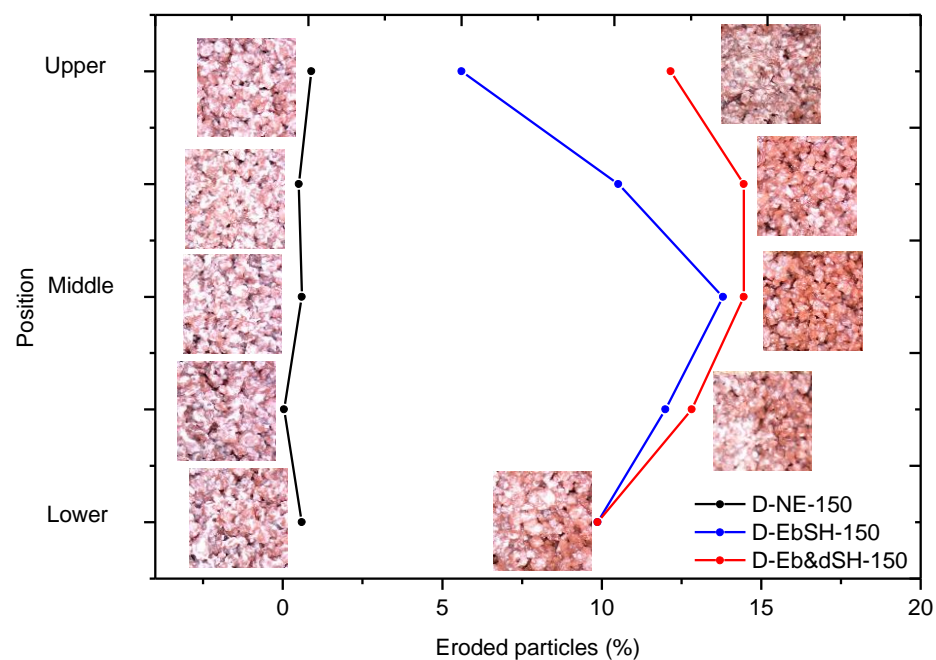 Upper
Middle
Lower
Position
D-NE-150
D-EbSH-150
D-Eb&dSH-150
0 5 10 15 20
Eroded particles (%)